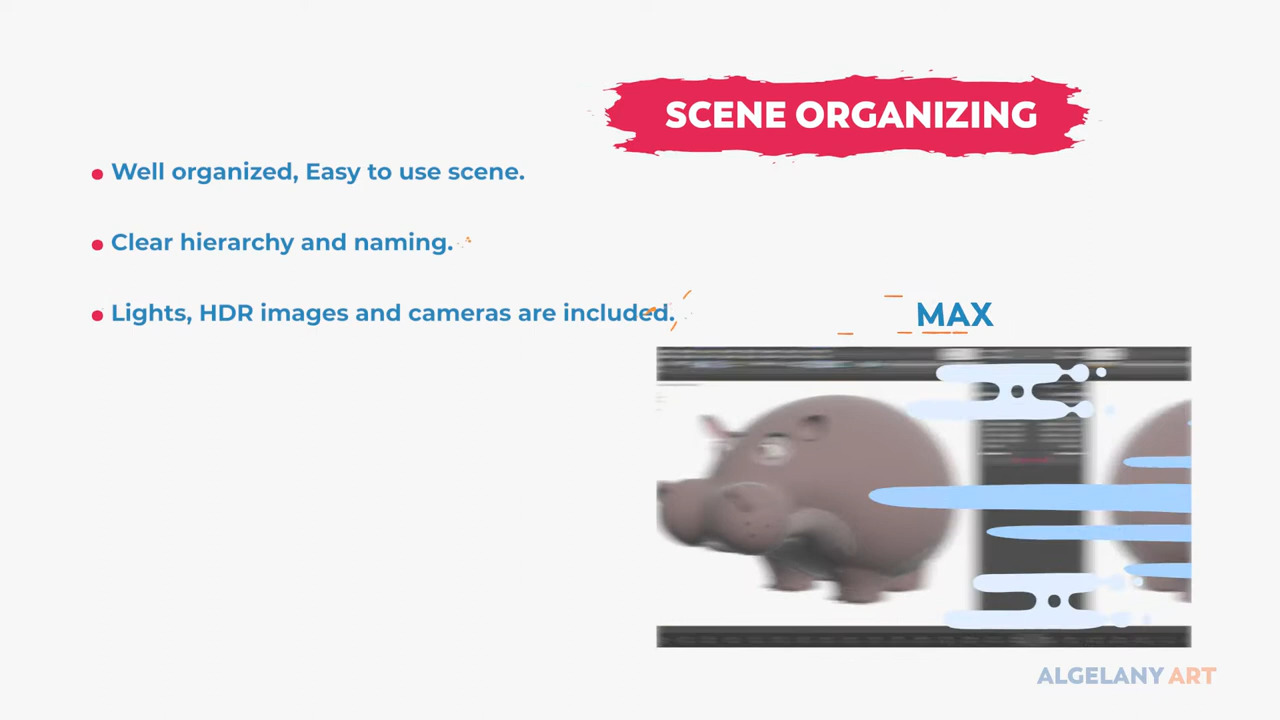 SCENE ORGANIZING
Well organized, Easy to use scene.
Clear hierarchy and naming.
Lights, HDR images and cameras are included.
MAX
ALGELANY ART